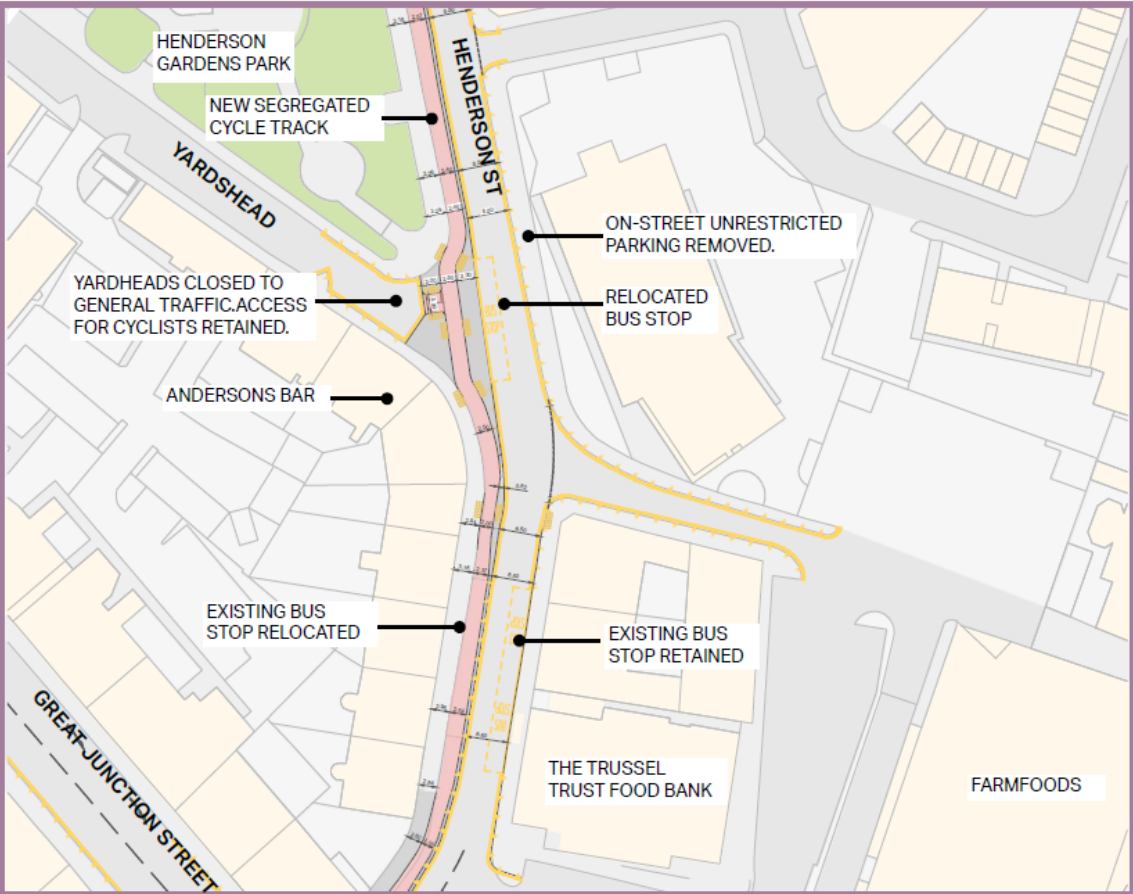 HENDERSON
GARDENS PARK
HENDERSON ST
NEW SEGREGATED
CYCLE TRACK
YARDSHEAD
ON-STREET UNRESTRICTED
PARKING REMOVED.
YARDHEADS CLOSED TO
GENERAL TRAFFIC.ACCESS
FOR CYCLISTS RETAINED.
RELOCATED
BUS STOP
ANDERSONS BAR
EXISTING BUS
STOP RELOCATED
EXISTING BUS
STOP RETAINED
GREAT JUNCTION STREET
THE TRUSSEL
TRUST FOOD BANK
FARMFOODS